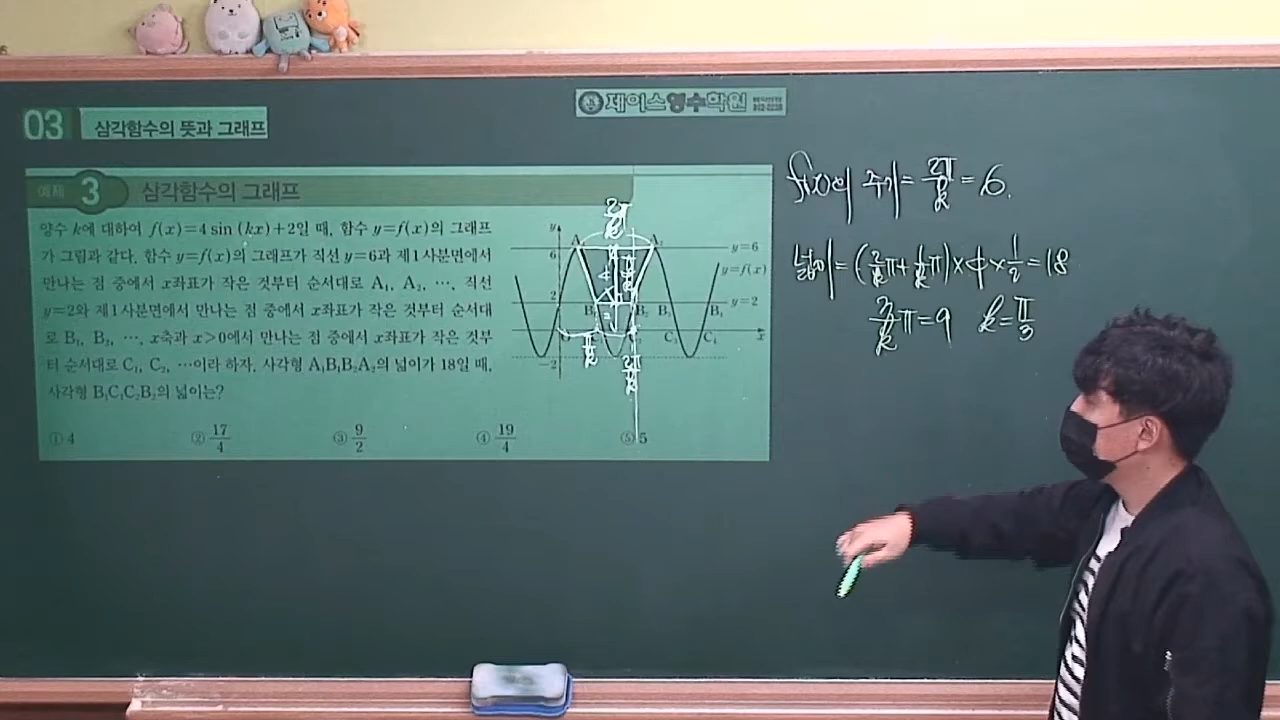 제이스영수학원
03 삼각함수의 뜻과 그래프
예제 3 삼각함수의 그래프
양수 k에 대하여 f(x)=4 sin (kx)+2일 때, 함수 y=f(x)의 그래프
가 그림과 같다. 함수 y=f(x)의 그래프가 직선 y=6과 제1사분면에서
만나는 점 중에서 x좌표가 작은 것부터 순서대로 A₁, A₂, ⋯, 직선
y=2와 제1사분면에서 만나는 점 중에서 x좌표가 작은 것부터 순서대
로 B₁, B₂, ⋯, x축과 x>0에서 만나는 점 중에서 x좌표가 작은 것부
터 순서대로 C₁, C₂, ⋯이라 하자. 사각형 A₁B₁B₂A₂의 넓이가 18일 때,
사각형 B₁C₁C₂B₂의 넓이는?
① 4 ② 17/4 ③ 9/2 ④ 19/4 ⑤ 5
2π/k
y
6
y=6
y=f(x)
2
y=2
B₂ B₃
x
π/k
2π/k
−2
f(x)의 주기=2π/k=6.
넓이=(2/kπ+1/kπ)×4×1/2=18
3/kπ=9 k=π/3